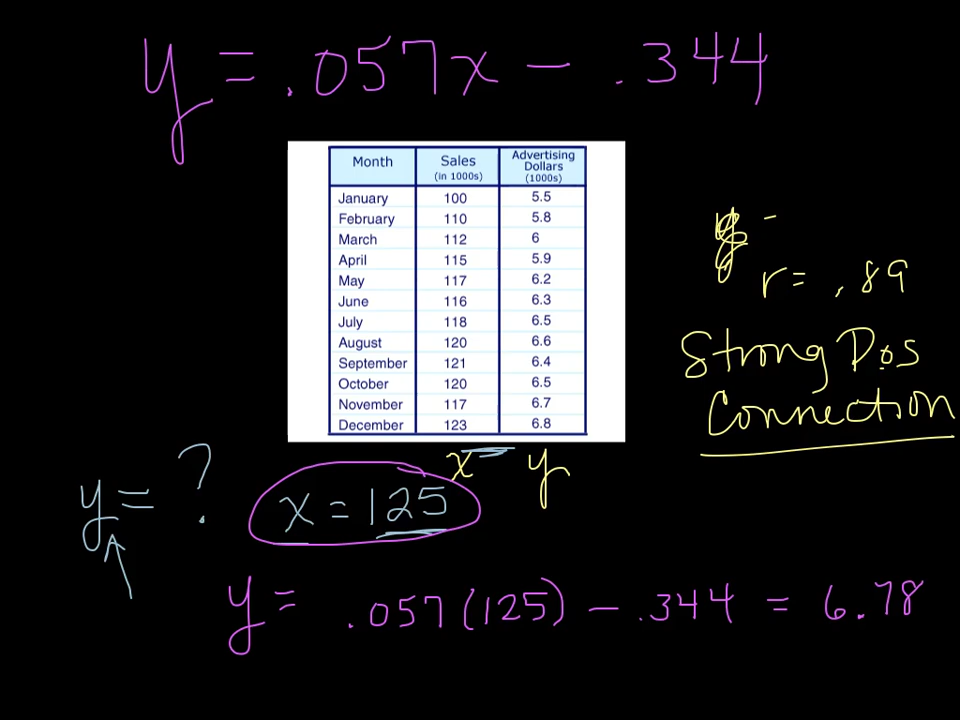 y = .057x - .344
Month Sales (in 1000s) Advertising Dollars (1000s)
January 100 5.5
February 110 5.8
March 112 6
April 115 5.9
May 117 6.2
June 116 6.3
July 118 6.5
August 120 6.6
September 121 6.4
October 120 6.5
November 117 6.7
December 123 6.8
x y
r = .89
Strong Pos
Connection
y = ? x = 125
y = .057(125) - .344 = 6.78